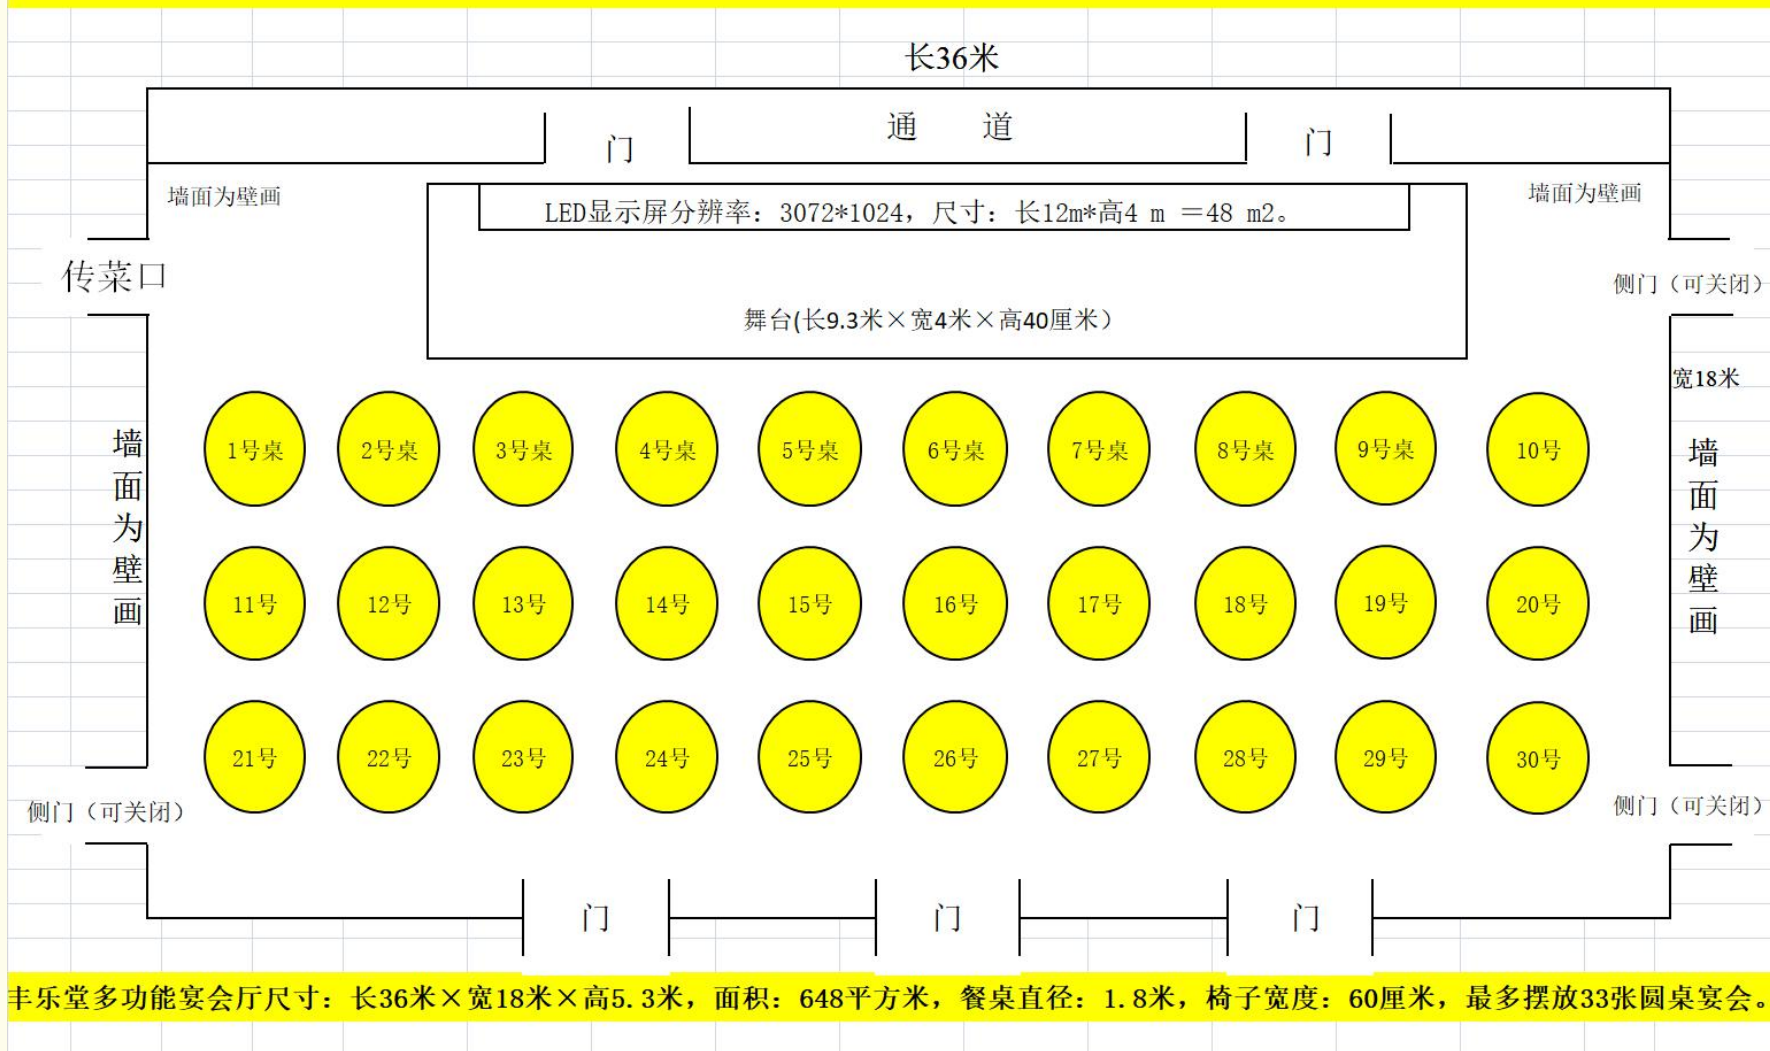 长36米
通 道
门
门
墙面为壁画
墙面为壁画
LED显示屏分辨率：3072*1024，尺寸：长12m*高4 m ＝48 m2。
传菜口
侧门（可关闭）
舞台(长9.3米×宽4米×高40厘米）
宽18米
1号桌 2号桌 3号桌 4号桌 5号桌 6号桌 7号桌 8号桌 9号桌 10号
墙面为壁画
墙面为壁画
11号 12号 13号 14号 15号 16号 17号 18号 19号 20号
21号 22号 23号 24号 25号 26号 27号 28号 29号 30号
侧门（可关闭）
侧门（可关闭）
门 门 门
丰乐堂多功能宴会厅尺寸：长36米×宽18米×高5.3米，面积：648平方米，餐桌直径：1.8米，椅子宽度：60厘米，最多摆放33张圆桌宴会。